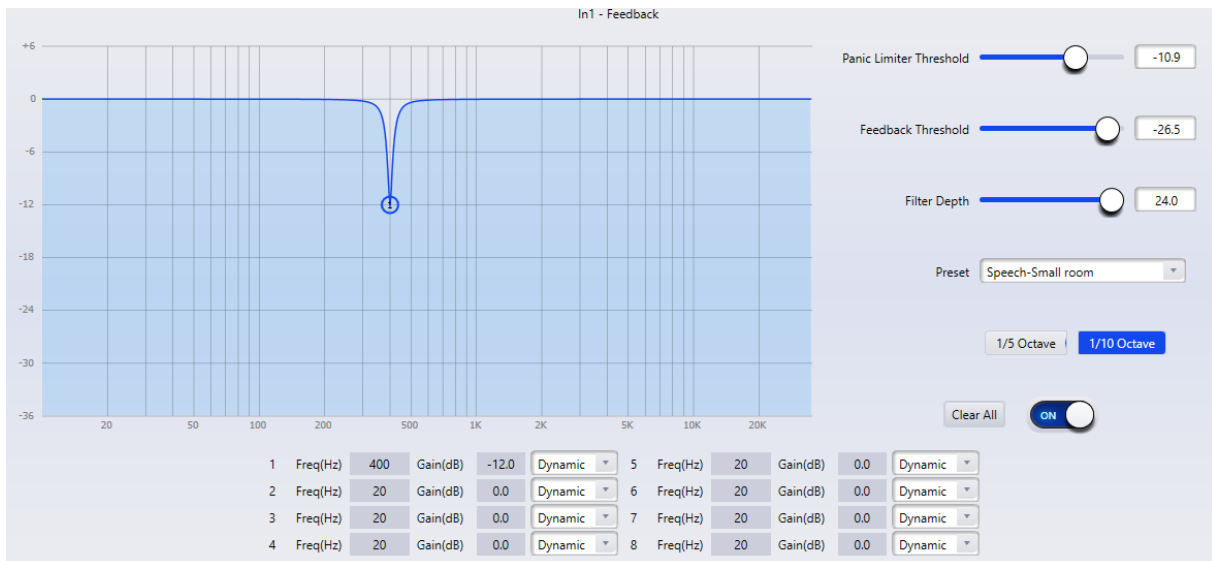 In1 - Feedback
+6
0
-6
-12
-18
-24
-30
-36
1
20 50 100 200 500 1K 2K 5K 10K 20K
Panic Limiter Threshold -10.9
Feedback Threshold -26.5
Filter Depth 24.0
Preset Speech-Small room
1/5 Octave 1/10 Octave
Clear All ON
1 Freq(Hz) 400 Gain(dB) -12.0 Dynamic 5 Freq(Hz) 20 Gain(dB) 0.0 Dynamic
2 Freq(Hz) 20 Gain(dB) 0.0 Dynamic 6 Freq(Hz) 20 Gain(dB) 0.0 Dynamic
3 Freq(Hz) 20 Gain(dB) 0.0 Dynamic 7 Freq(Hz) 20 Gain(dB) 0.0 Dynamic
4 Freq(Hz) 20 Gain(dB) 0.0 Dynamic 8 Freq(Hz) 20 Gain(dB) 0.0 Dynamic